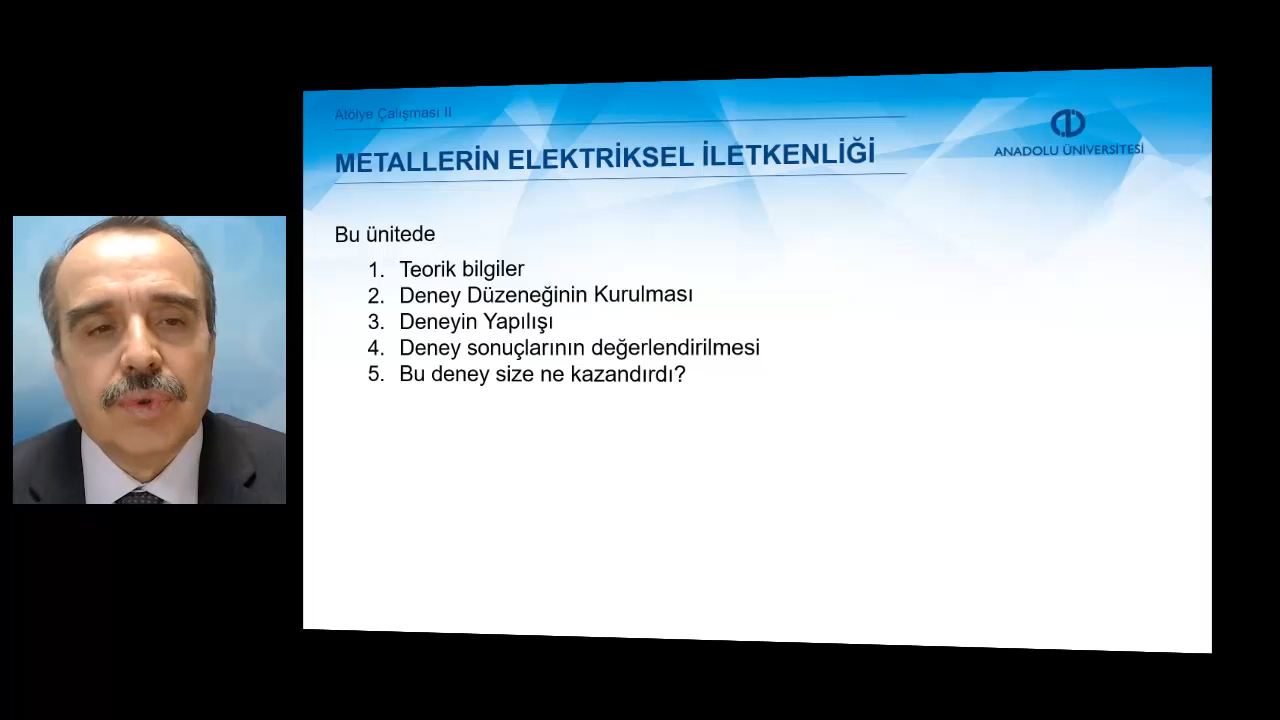 Atölye Çalışması II
METALLERİN ELEKTRİKSEL İLETKENLİĞİ
ANADOLU ÜNİVERSİTESİ
Bu ünitede
1. Teorik bilgiler
2. Deney Düzeneğinin Kurulması
3. Deneyin Yapılışı
4. Deney sonuçlarının değerlendirilmesi
5. Bu deney size ne kazandırdı?